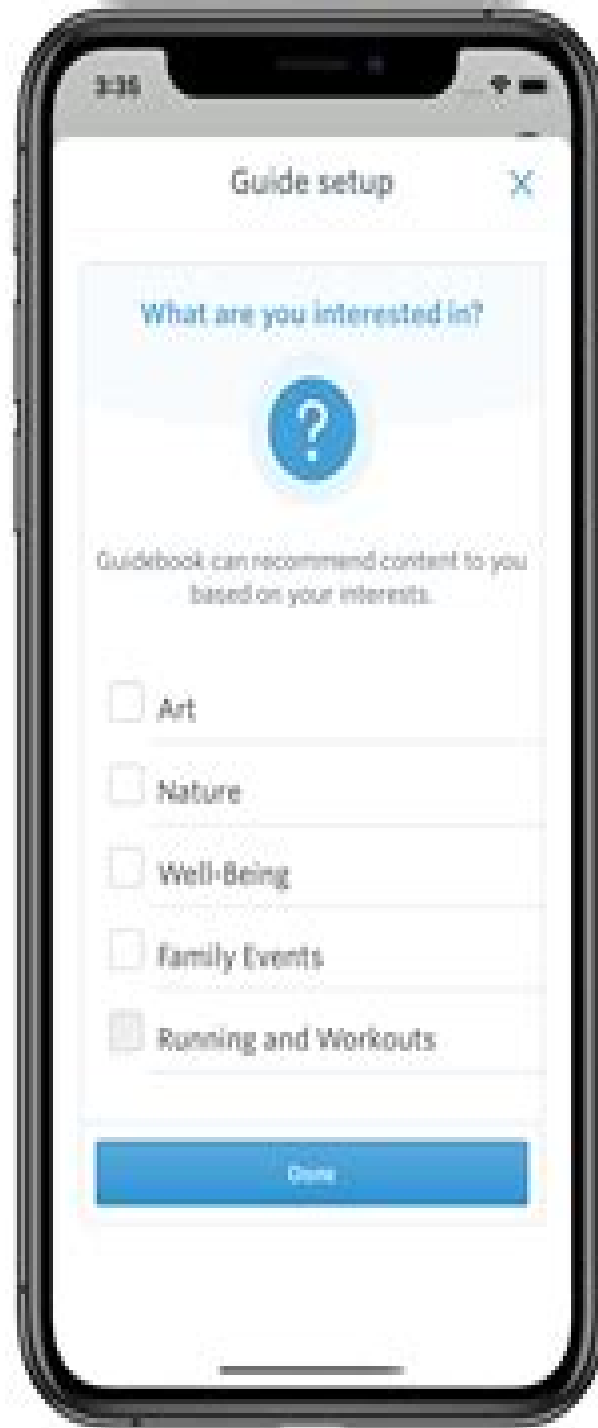 3:35
Guide setup
What are you interested in?
?
Guidebook can recommend content to you
based on your interests.
Art
Nature
Well-Being
Family Events
Running and Workouts
Done